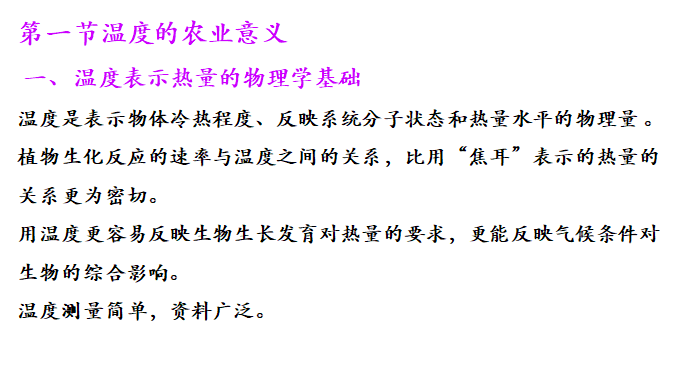 第一节温度的农业意义
一、温度表示热量的物理学基础
温度是表示物体冷热程度、反映系统分子状态和热量水平的物理量。
植物生化反应的速率与温度之间的关系，比用“焦耳”表示的热量的
关系更为密切。
用温度更容易反映生物生长发育对热量的要求，更能反映气候条件对
生物的综合影响。
温度测量简单，资料广泛。